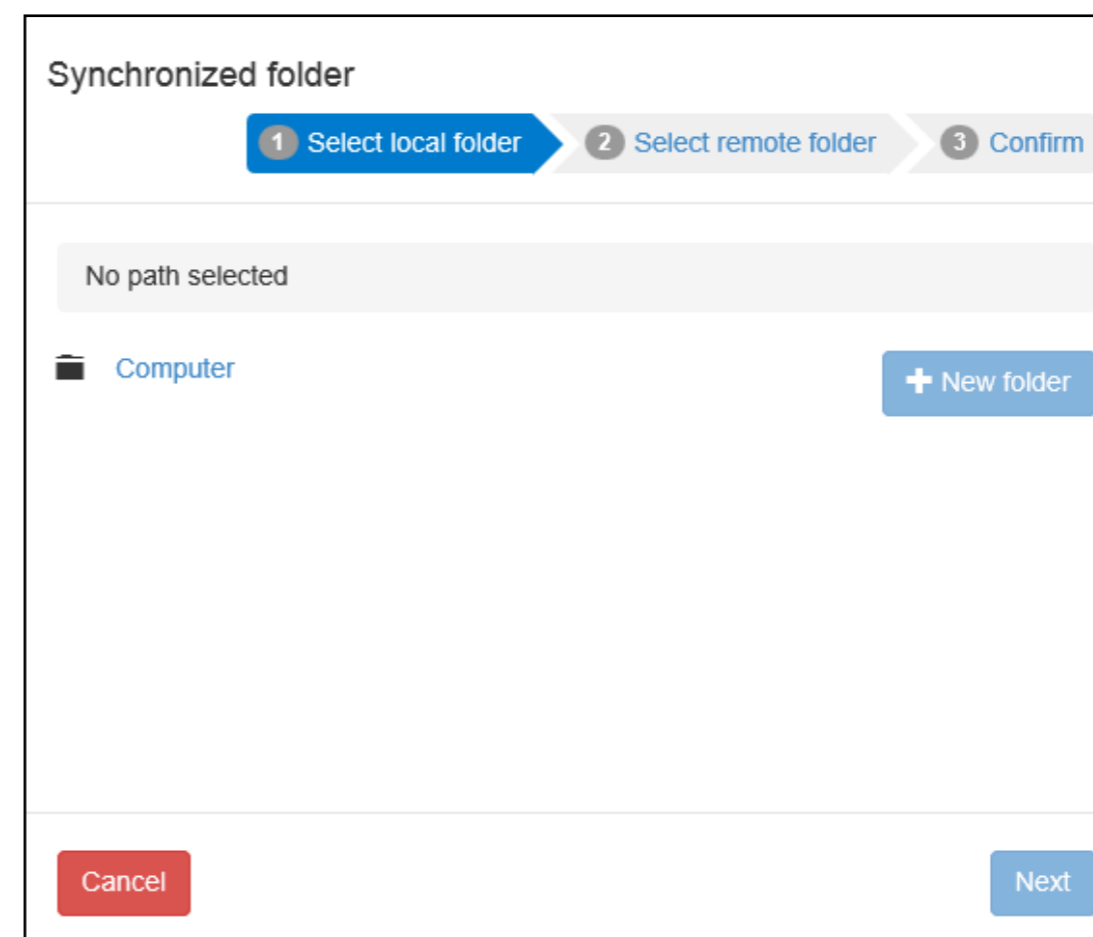 Synchronized folder
1 Select local folder 2 Select remote folder 3 Confirm
No path selected
Computer
New folder
Cancel Next